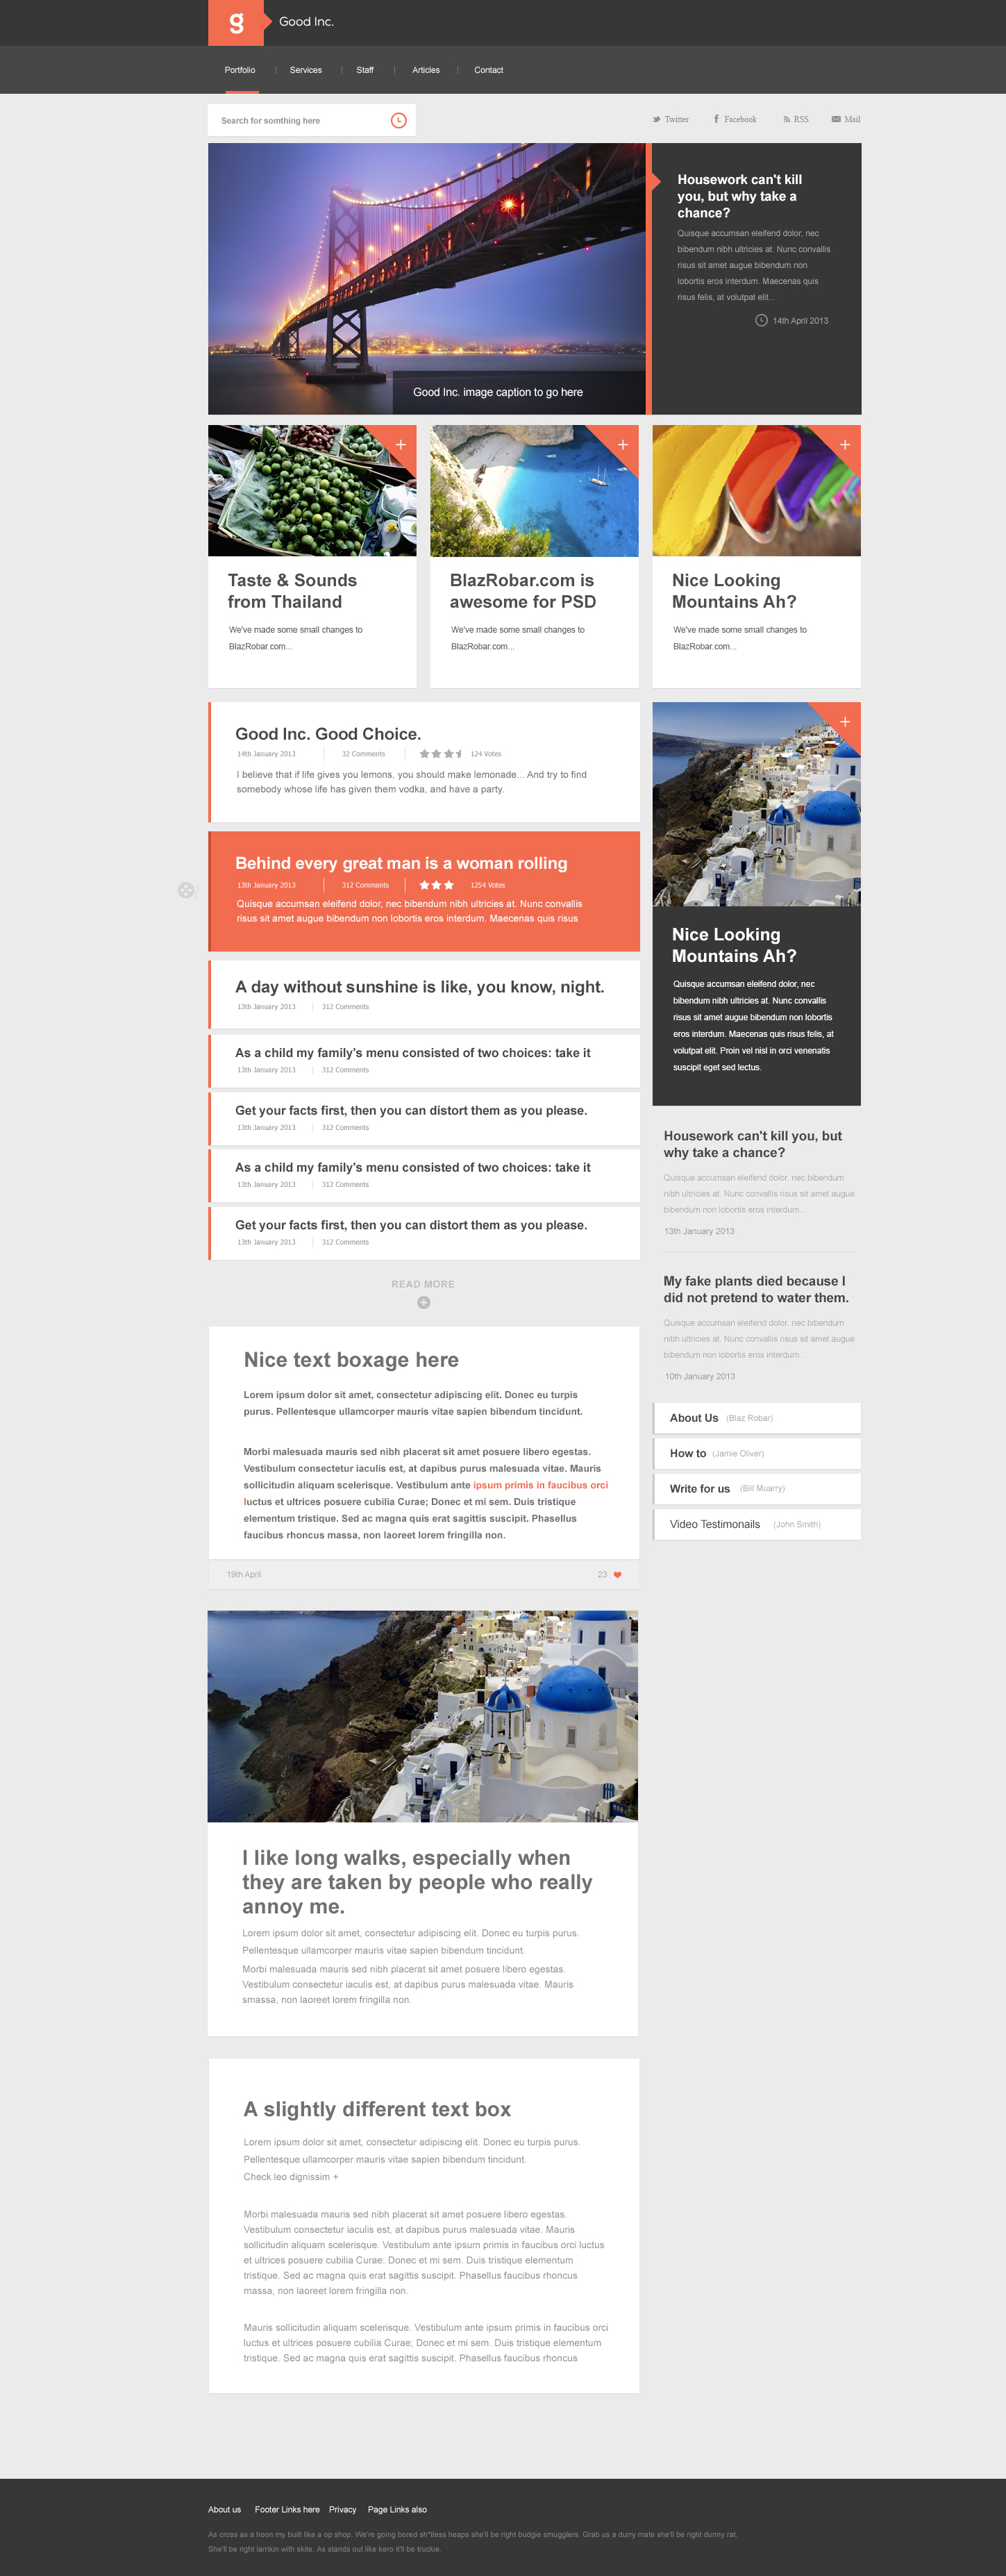 g
Good Inc.
Portfolio
Services
Staff
Articles
Contact
Search for somthing here
Twitter
Facebook
RSS
Mail
Housework can't kill
you, but why take a
chance?
Quisque accumsan eleifend dolor, nec
bibendum nibh ultricies at. Nunc convallis
risus sit amet augue bibendum non
lobortis eros interdum. Maecenas quis
risus felis, at volutpat elit...
14th April 2013
Good Inc. image caption to go here
Taste & Sounds
from Thailand
We've made some small changes to
BlazRobar.com...
BlazRobar.com is
awesome for PSD
We've made some small changes to
BlazRobar.com...
Nice Looking
Mountains Ah?
We've made some small changes to
BlazRobar.com...
Good Inc. Good Choice.
14th January 2013
32 Comments
124 Votes
I believe that if life gives you lemons, you should make lemonade... And try to find
somebody whose life has given them vodka, and have a party.
Behind every great man is a woman rolling
13th January 2013
312 Comments
1254 Votes
Quisque accumsan eleifend dolor, nec bibendum nibh ultricies at. Nunc convallis
risus sit amet augue bibendum non lobortis eros interdum. Maecenas quis risus
A day without sunshine is like, you know, night.
13th January 2013
312 Comments
As a child my family's menu consisted of two choices: take it
13th January 2013
312 Comments
Get your facts first, then you can distort them as you please.
13th January 2013
312 Comments
As a child my family's menu consisted of two choices: take it
13th January 2013
312 Comments
Get your facts first, then you can distort them as you please.
13th January 2013
312 Comments
READ MORE
Nice Looking
Mountains Ah?
Quisque accumsan eleifend dolor, nec
bibendum nibh ultricies at. Nunc convallis
risus sit amet augue bibendum non lobortis
eros interdum. Maecenas quis risus felis, at
volutpat elit. Proin vel nisl in orci venenatis
suscipit eget sed lectus.
Housework can't kill you, but
why take a chance?
Quisque accumsan eleifend dolor, nec bibendum
nibh ultricies at. Nunc convallis risus sit amet augue
bibendum non lobortis eros interdum...
13th January 2013
My fake plants died because I
did not pretend to water them.
Quisque accumsan eleifend dolor, nec bibendum
nibh ultricies at. Nunc convallis risus sit amet augue
bibendum non lobortis eros interdum...
10th January 2013
About Us (Blaz Robar)
How to (Jamie Oliver)
Write for us (Bill Muarry)
Video Testimonails (John Smith)
Nice text boxage here
Lorem ipsum dolor sit amet, consectetur adipiscing elit. Donec eu turpis
purus. Pellentesque ullamcorper mauris vitae sapien bibendum tincidunt.
Morbi malesuada mauris sed nibh placerat sit amet posuere libero egestas.
Vestibulum consectetur iaculis est, at dapibus purus malesuada vitae. Mauris
sollicitudin aliquam scelerisque. Vestibulum ante ipsum primis in faucibus orci
luctus et ultrices posuere cubilia Curae; Donec et mi sem. Duis tristique
elementum tristique. Sed ac magna quis erat sagittis suscipit. Phasellus
faucibus rhoncus massa, non laoreet lorem fringilla non.
19th April
23
I like long walks, especially when
they are taken by people who really
annoy me.
Lorem ipsum dolor sit amet, consectetur adipiscing elit. Donec eu turpis purus.
Pellentesque ullamcorper mauris vitae sapien bibendum tincidunt.
Morbi malesuada mauris sed nibh placerat sit amet posuere libero egestas.
Vestibulum consectetur iaculis est, at dapibus purus malesuada vitae. Mauris
smassa, non laoreet lorem fringilla non.
A slightly different text box
Lorem ipsum dolor sit amet, consectetur adipiscing elit. Donec eu turpis purus.
Pellentesque ullamcorper mauris vitae sapien bibendum tincidunt.
Check leo dignissim +
Morbi malesuada mauris sed nibh placerat sit amet posuere libero egestas.
Vestibulum consectetur iaculis est, at dapibus purus malesuada vitae. Mauris
sollicitudin aliquam scelerisque. Vestibulum ante ipsum primis in faucibus orci luctus
et ultrices posuere cubilia Curae; Donec et mi sem. Duis tristique elementum
tristique. Sed ac magna quis erat sagittis suscipit. Phasellus faucibus rhoncus
massa, non laoreet lorem fringilla non.
Mauris sollicitudin aliquam scelerisque. Vestibulum ante ipsum primis in faucibus orci
luctus et ultrices posuere cubilia Curae; Donec et mi sem. Duis tristique elementum
tristique. Sed ac magna quis erat sagittis suscipit. Phasellus faucibus rhoncus
About us
Footer Links here
Privacy
Page Links also
As cross as a hoon my built like a op shop. We're going bored sh*tless heaps she'll be right budgie smugglers. Grab us a durry mate she'll be right dunny rat.
She'll be right larrikin with skite. As stands out like kero it'll be truckie.